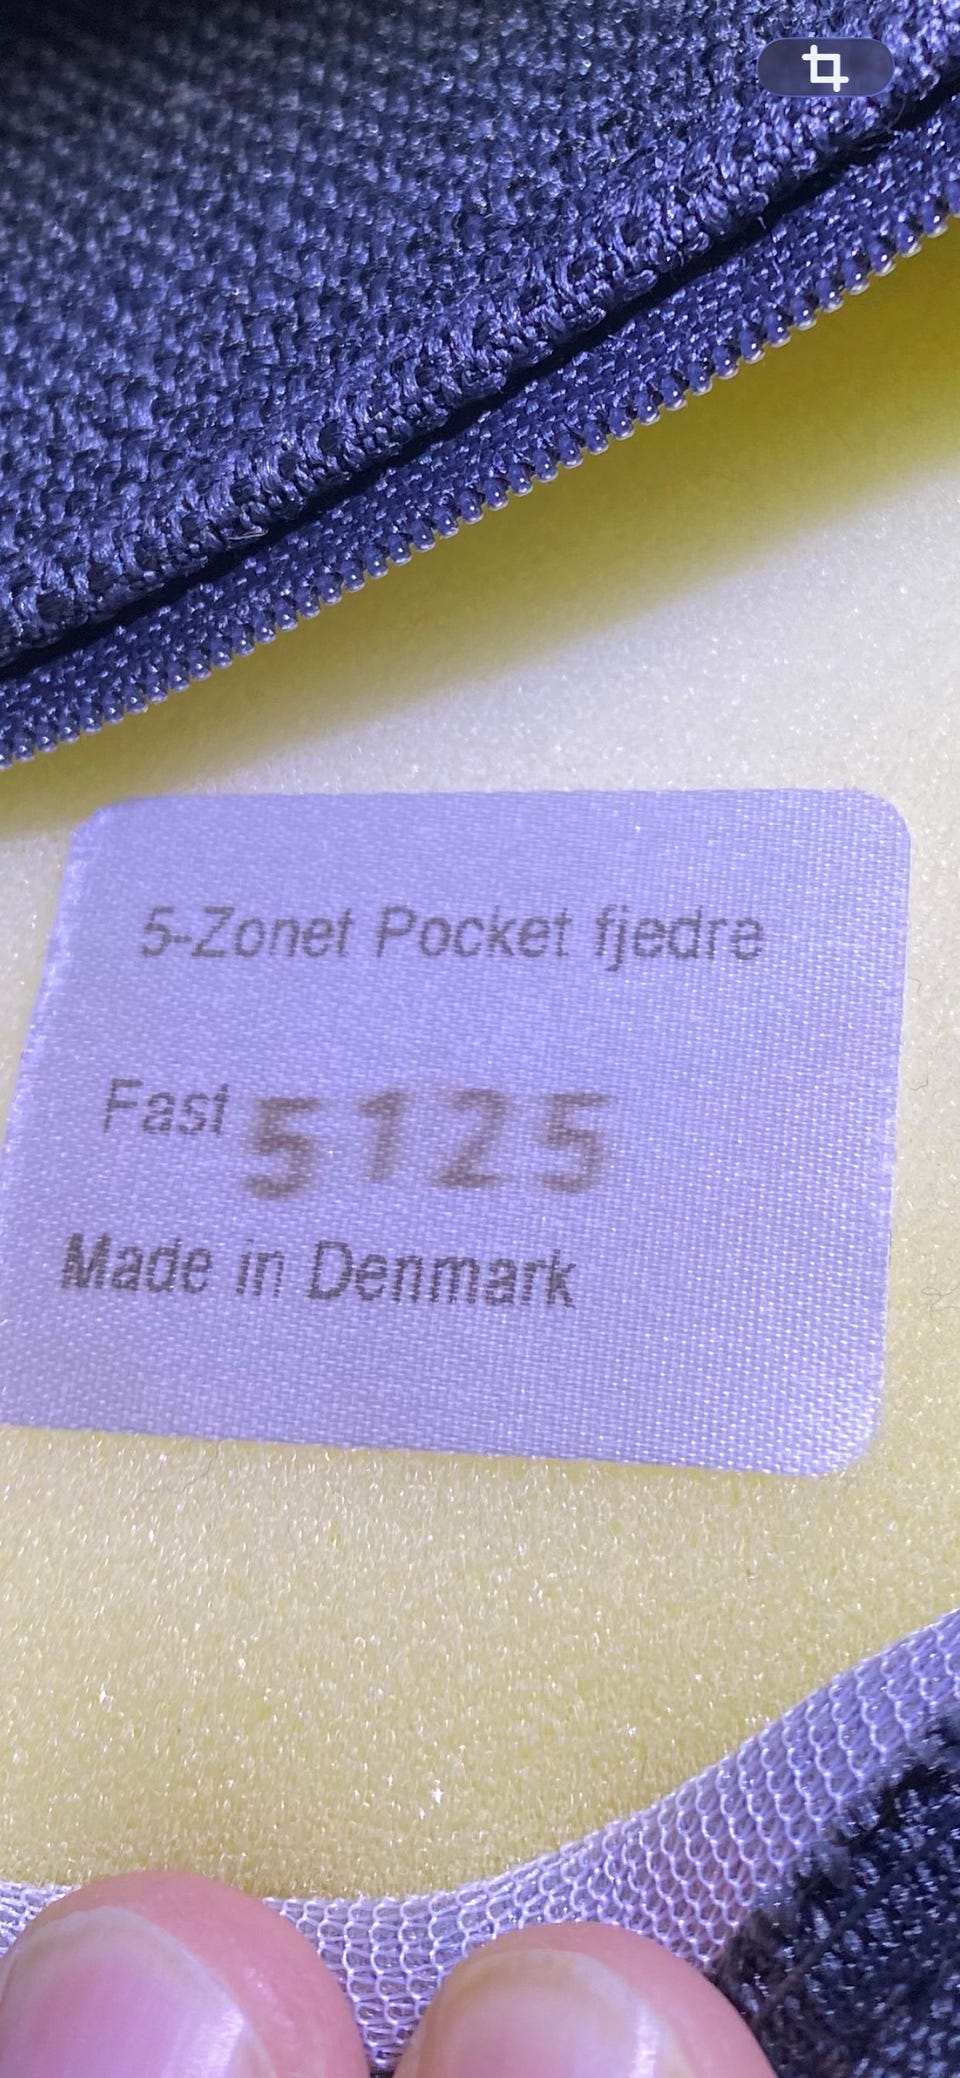 5-Zonet Pocket fjedre
Fast 5125
Made in Denmark